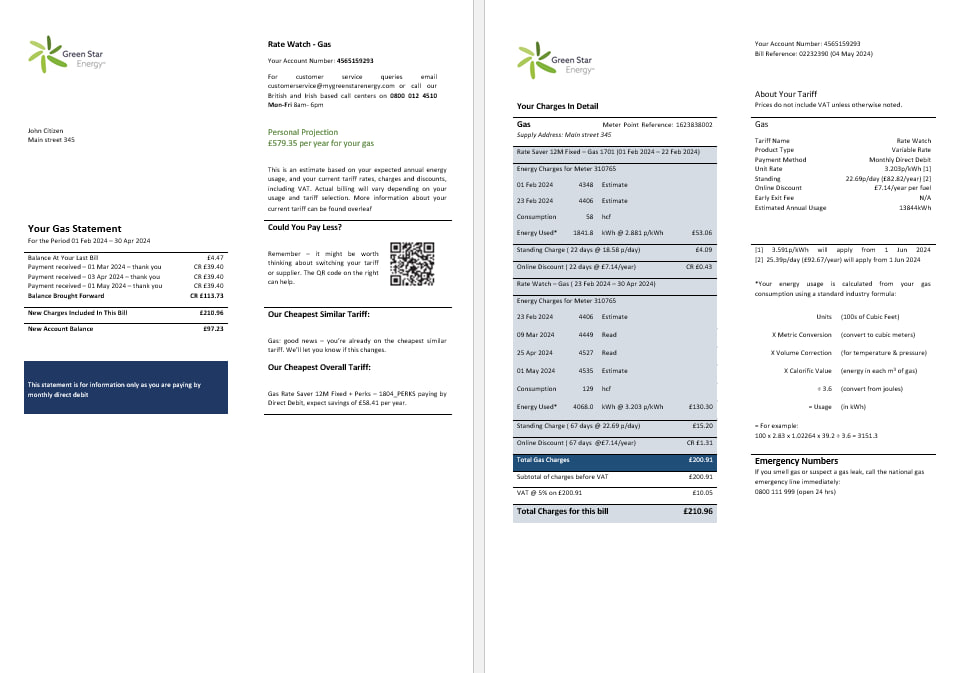 Green Star
Energy
John Citizen
Main street 345
Your Gas Statement
For the Period 01 Feb 2024 – 30 Apr 2024
Balance At Your Last Bill £4.47
Payment received – 01 Mar 2024 – thank you CR £39.40
Payment received – 03 Apr 2024 – thank you CR £39.40
Payment received – 01 May 2024 – thank you CR £39.40
Balance Brought Forward CR £113.73
New Charges Included In This Bill £210.96
New Account Balance £97.23
This statement is for information only as you are paying by
monthly direct debit
Rate Watch - Gas
Your Account Number: 4565159293
For customer service queries email
customerservice@mygreenstarenergy.com or call our
British and Irish based call centers on 0800 012 4510
Mon-Fri 8am- 6pm
Personal Projection
£579.35 per year for your gas
This is an estimate based on your expected annual energy
usage, and your current tariff rates, charges and discounts,
including VAT. Actual billing will vary depending on your
usage and tariff selection. More information about your
current tariff can be found overleaf
Could You Pay Less?
Remember – it might be worth
thinking about switching your tariff
or supplier. The QR code on the right
can help.
Our Cheapest Similar Tariff:
Gas: good news – you're already on the cheapest similar
tariff. We'll let you know if this changes.
Our Cheapest Overall Tariff:
Gas Rate Saver 12M Fixed + Perks – 1804_PERKS paying by
Direct Debit, expect savings of £58.41 per year.
Green Star
Energy
Your Charges In Detail
Gas Meter Point Reference: 1623838002
Supply Address: Main street 345
Rate Saver 12M Fixed – Gas 1701 (01 Feb 2024 – 22 Feb 2024)
Energy Charges for Meter 310765
01 Feb 2024 4348 Estimate
23 Feb 2024 4406 Estimate
Consumption 58 hcf
Energy Used* 1841.8 kWh @ 2.881 p/kWh £53.06
Standing Charge ( 22 days @ 18.58 p/day) £4.09
Online Discount ( 22 days @ £7.14/year) CR £0.43
Rate Watch – Gas ( 23 Feb 2024 – 30 Apr 2024)
Energy Charges for Meter 310765
23 Feb 2024 4406 Estimate
09 Mar 2024 4449 Read
25 Apr 2024 4527 Read
01 May 2024 4535 Estimate
Consumption 129 hcf
Energy Used* 4068.0 kWh @ 3.203 p/kWh £130.30
Standing Charge ( 67 days @ 22.69 p/day) £15.20
Online Discount ( 67 days @£7.14/year) CR £1.31
Total Gas Charges £200.91
Subtotal of charges before VAT £200.91
VAT @ 5% on £200.91 £10.05
Total Charges for this bill £210.96
Your Account Number: 4565159293
Bill Reference: 02232390 (04 May 2024)
About Your Tariff
Prices do not include VAT unless otherwise noted.
Gas
Tariff Name Rate Watch
Product Type Variable Rate
Payment Method Monthly Direct Debit
Unit Rate 3.203p/kWh [1]
Standing 22.69p/day (£82.82/year) [2]
Online Discount £7.14/year per fuel
Early Exit Fee N/A
Estimated Annual Usage 13844kWh
[1] 3.591p/kWh will apply from 1 Jun 2024
[2] 25.39p/day (£92.67/year) will apply from 1 Jun 2024
*Your energy usage is calculated from your gas
consumption using a standard industry formula:
Units (100s of Cubic Feet)
X Metric Conversion (convert to cubic meters)
X Volume Correction (for temperature & pressure)
X Calorific Value (energy in each m³ of gas)
÷ 3.6 (convert from joules)
= Usage (in kWh)
= For example:
100 x 2.83 x 1.02264 x 39.2 ÷ 3.6 = 3151.3
Emergency Numbers
If you smell gas or suspect a gas leak, call the national gas
emergency line immediately:
0800 111 999 (open 24 hrs)